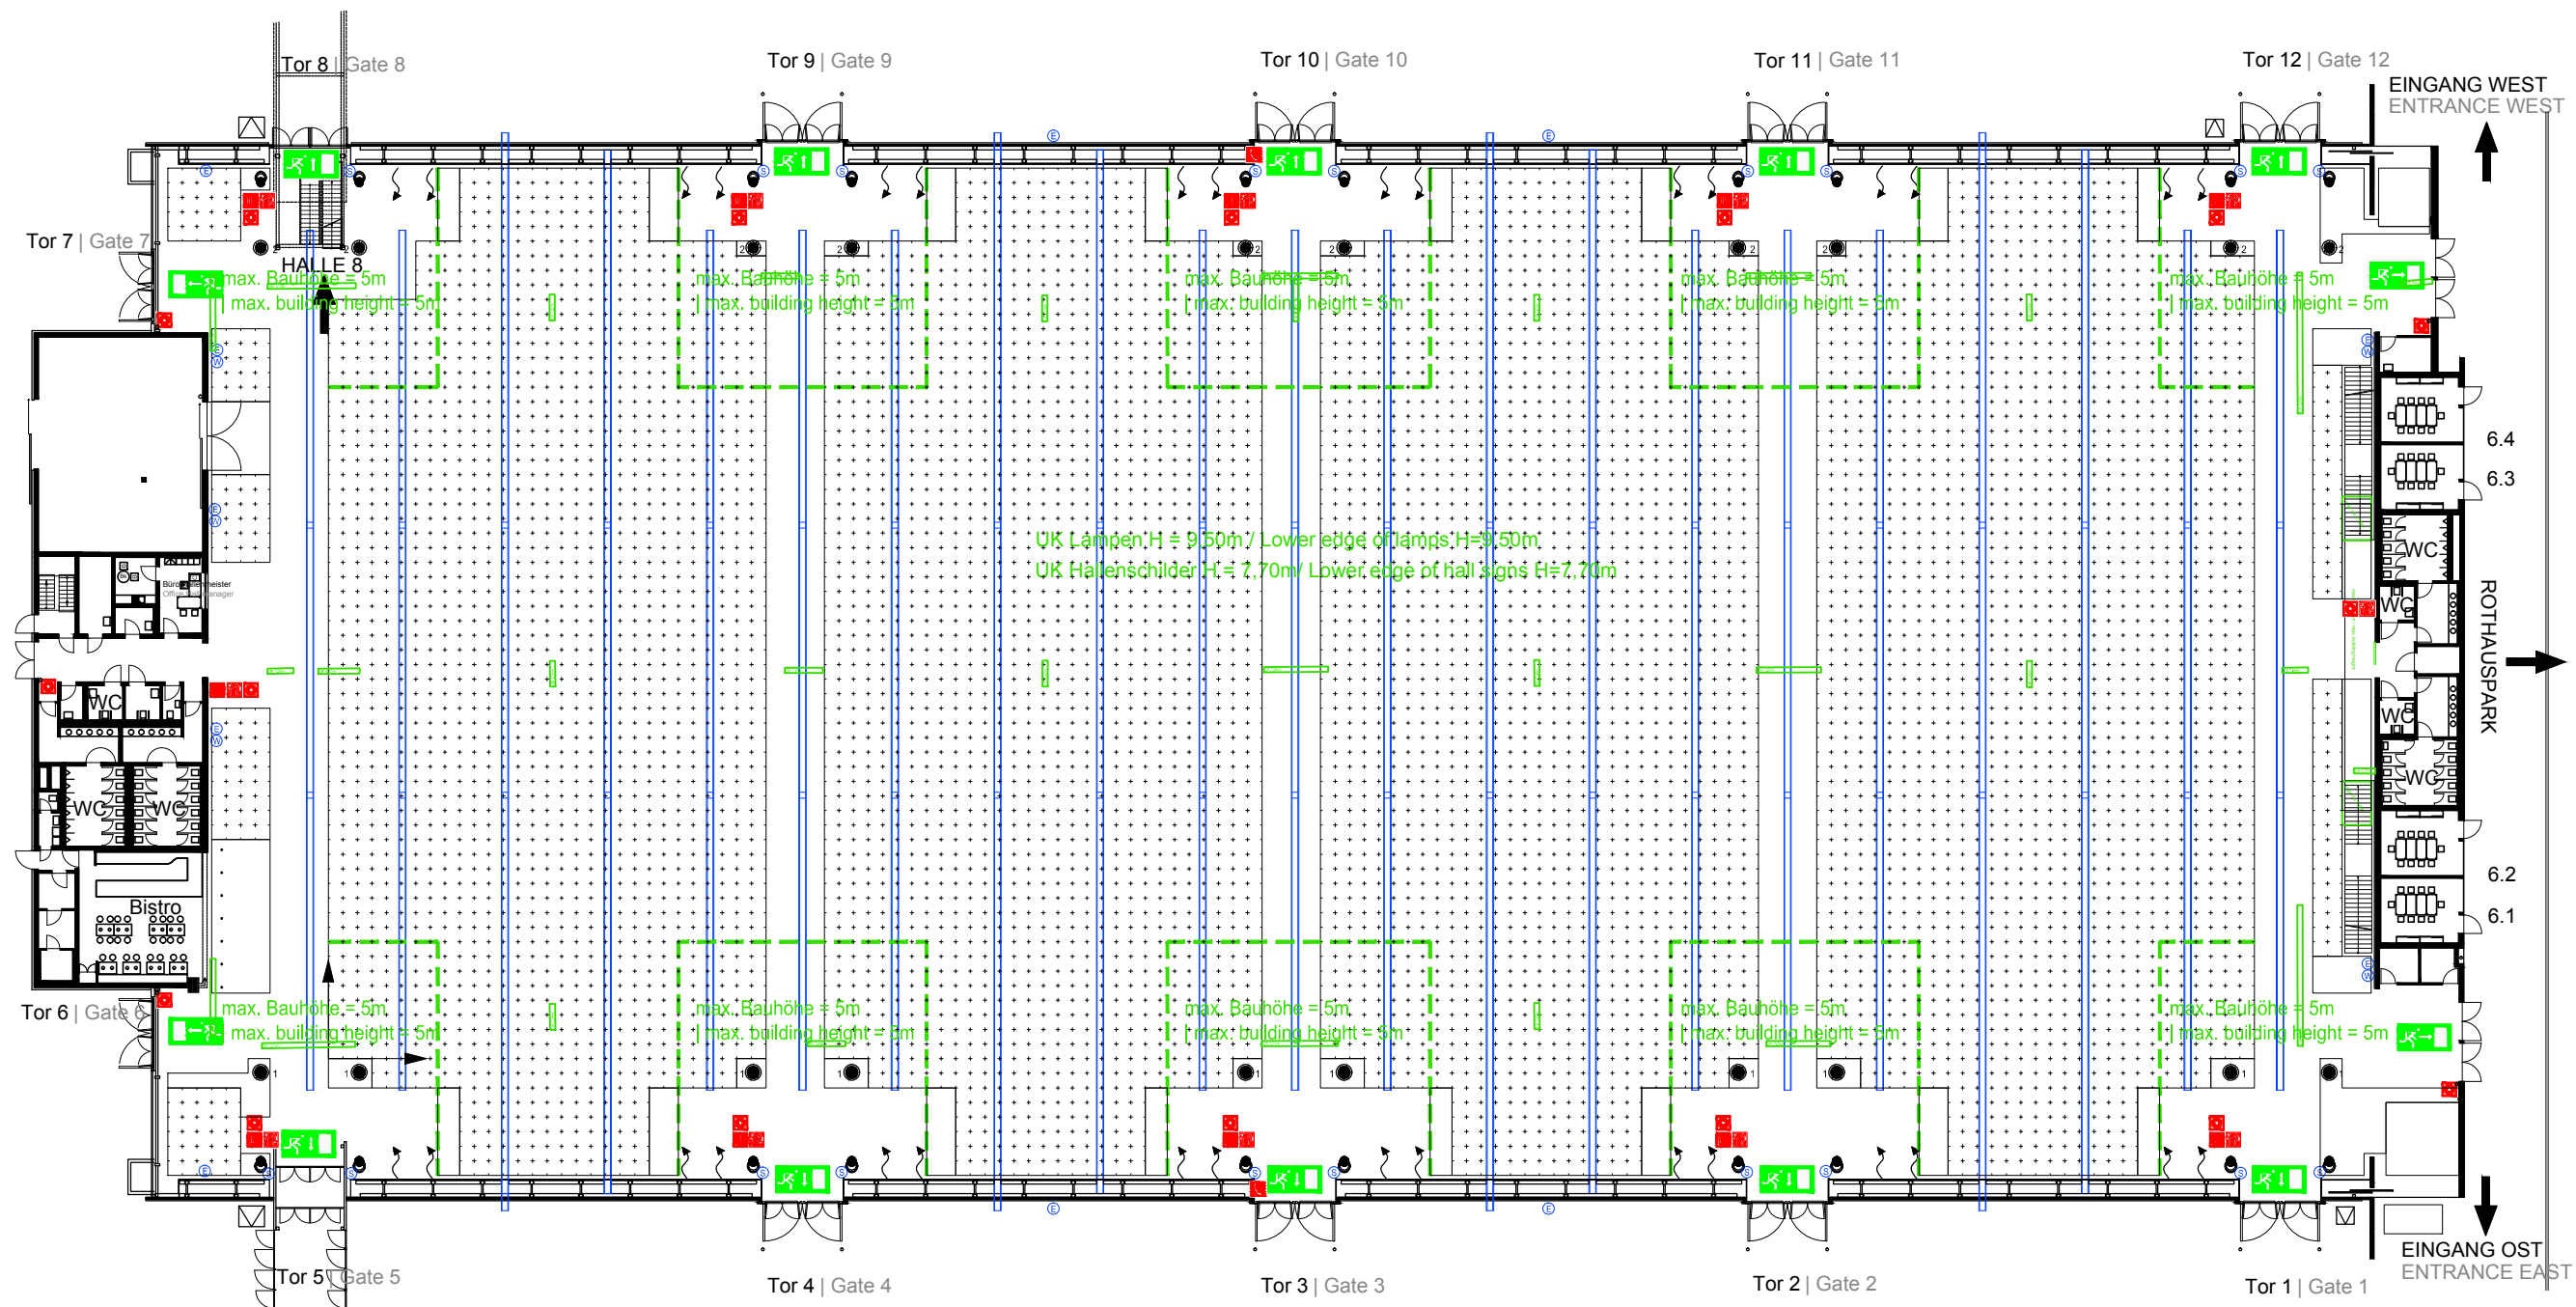 Tor 8 | Gate 8
Tor 9 | Gate 9
Tor 10 | Gate 10
Tor 11 | Gate 11
Tor 12 | Gate 12
EINGANG WEST
ENTRANCE WEST
Tor 7 | Gate 7
HALLE 8
max. Bauhöhe = 5m
| max. building height = 5m
max. Bauhöhe = 5m
| max. building height = 5m
max. Bauhöhe = 5m
| max. building height = 5m
max. Bauhöhe = 5m
| max. building height = 5m
max. Bauhöhe = 5m
| max. building height = 5m
6.4
6.3
UK Lampen H = 9,50m / Lower edge of lamps H=9,50m
UK Hallenschilder H = 7,70m/ Lower edge of hall signs H=7,70m
WC
WC
Büro Hallenmeister
Office Hall manager
ROTHAUSPARK
WC
WC
WC
WC
WC
Bistro
6.2
6.1
Tor 6 | Gate 6
max. Bauhöhe = 5m
max. building height = 5m
max. Bauhöhe = 5m
| max. building height = 5m
max. Bauhöhe = 5m
| max. building height = 5m
max. Bauhöhe = 5m
| max. building height = 5m
max. Bauhöhe = 5m
| max. building height = 5m
EINGANG OST
ENTRANCE EAST
Tor 5 | Gate 5
Tor 4 | Gate 4
Tor 3 | Gate 3
Tor 2 | Gate 2
Tor 1 | Gate 1